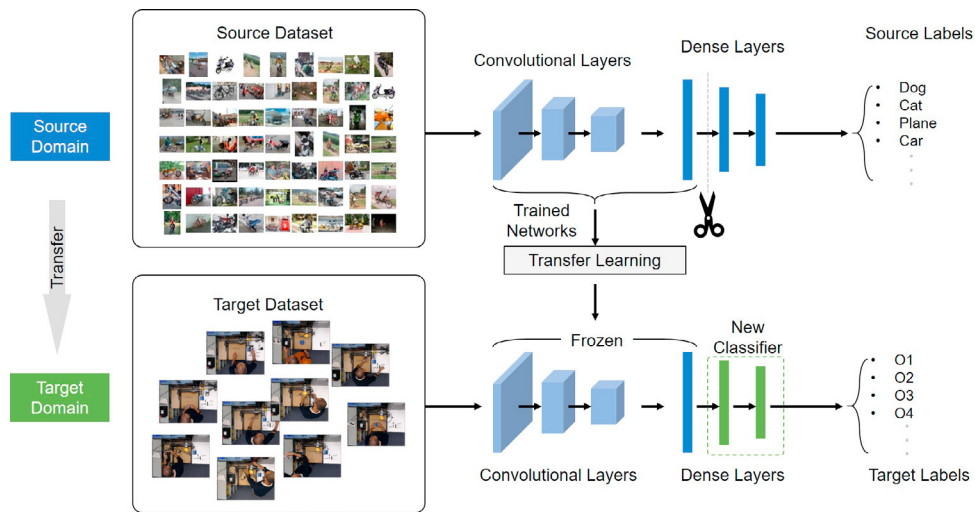 Source Dataset
Convolutional Layers
Dense Layers
Source Labels
• Dog
• Cat
• Plane
• Car
Source
Domain
Transfer
Trained
Networks
Transfer Learning
Target Dataset
Frozen
New
Classifier
Target
Domain
• O1
• O2
• O3
• O4
Convolutional Layers
Dense Layers
Target Labels